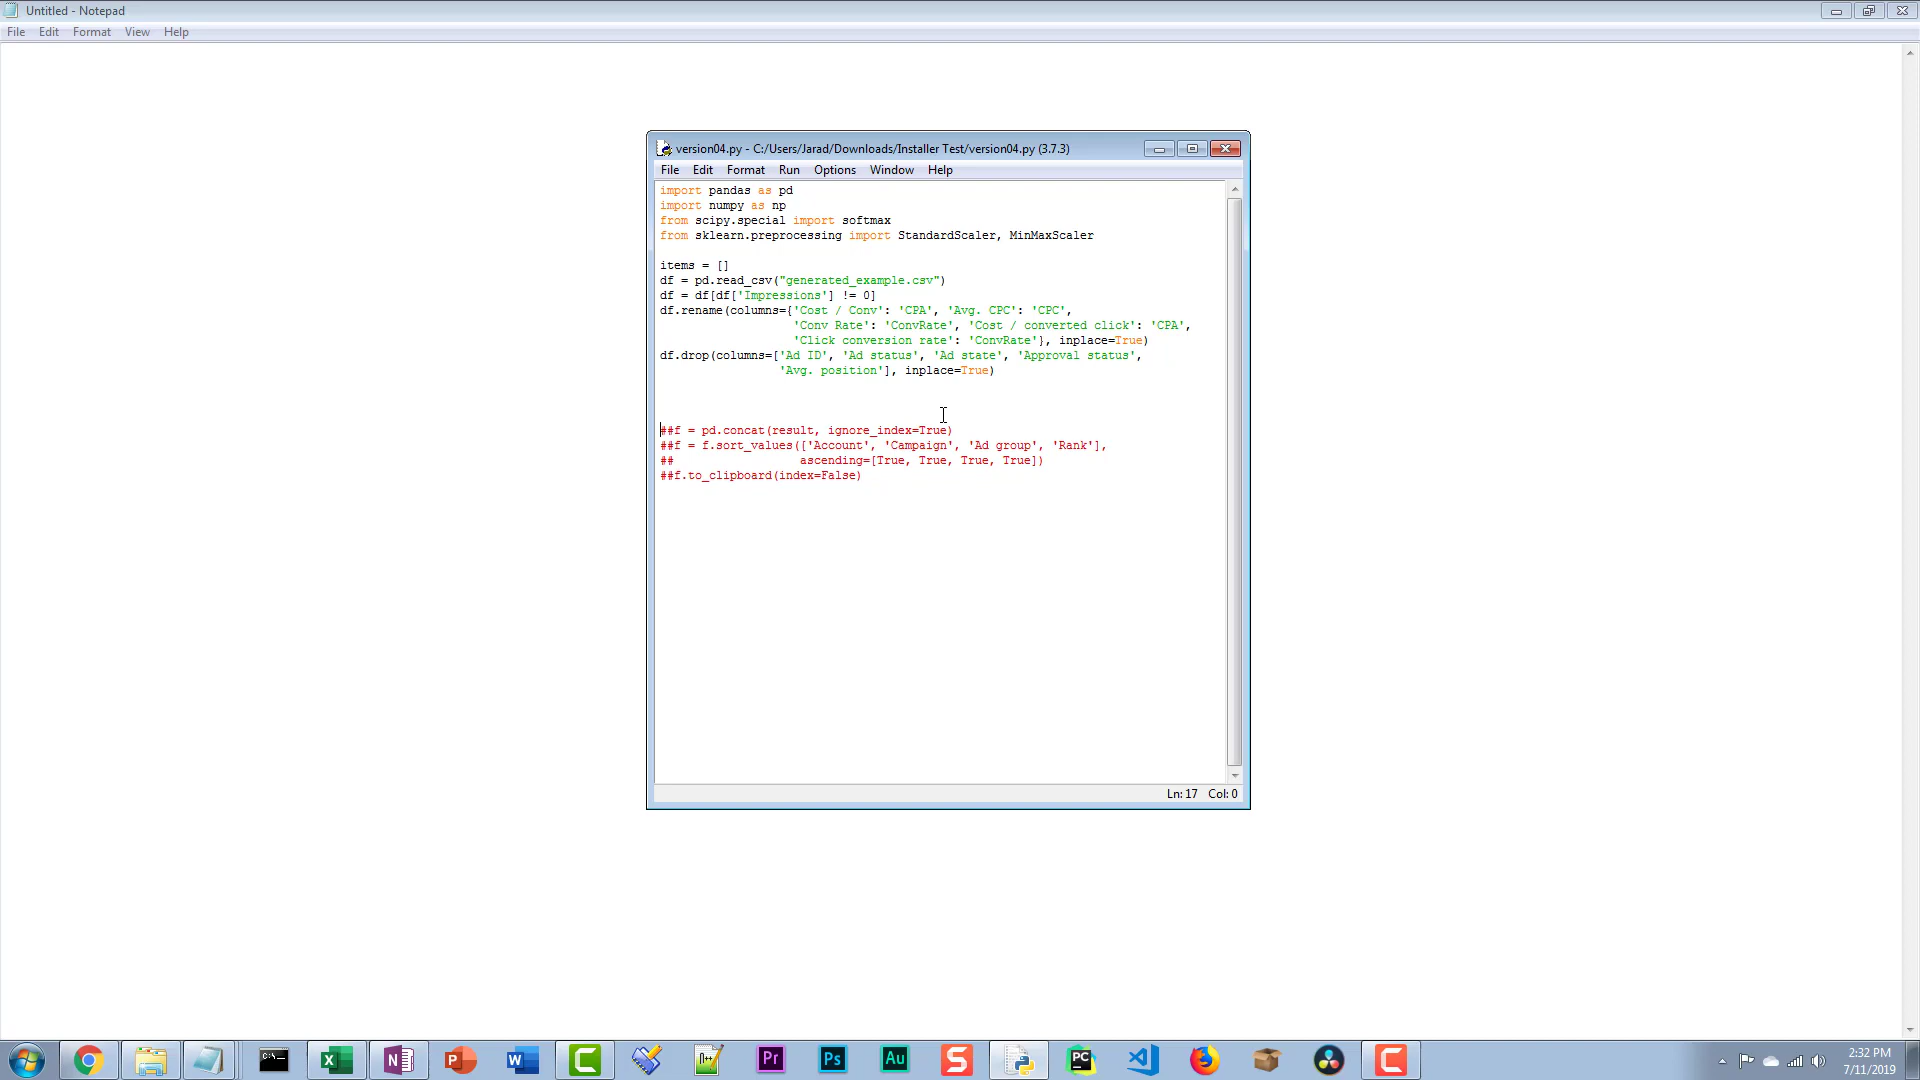 Untitled - Notepad
File Edit Format View Help
version04.py - C:/Users/Jarad/Downloads/Installer Test/version04.py (3.7.3)
File Edit Format Run Options Window Help
import pandas as pd
import numpy as np
from scipy.special import softmax
from sklearn.preprocessing import StandardScaler, MinMaxScaler
items = []
df = pd.read_csv("generated_example.csv")
df = df[df['Impressions'] != 0]
df.rename(columns={'Cost / Conv': 'CPA', 'Avg. CPC': 'CPC',
'Conv Rate': 'ConvRate', 'Cost / converted click': 'CPA',
'Click conversion rate': 'ConvRate'}, inplace=True)
df.drop(columns=['Ad ID', 'Ad status', 'Ad state', 'Approval status',
'Avg. position'], inplace=True)
##f = pd.concat(result, ignore_index=True)
##f = f.sort_values(['Account', 'Campaign', 'Ad group', 'Rank'],
## ascending=[True, True, True, True])
##f.to_clipboard(index=False)
Ln: 17 Col: 0
2:32 PM
7/11/2019